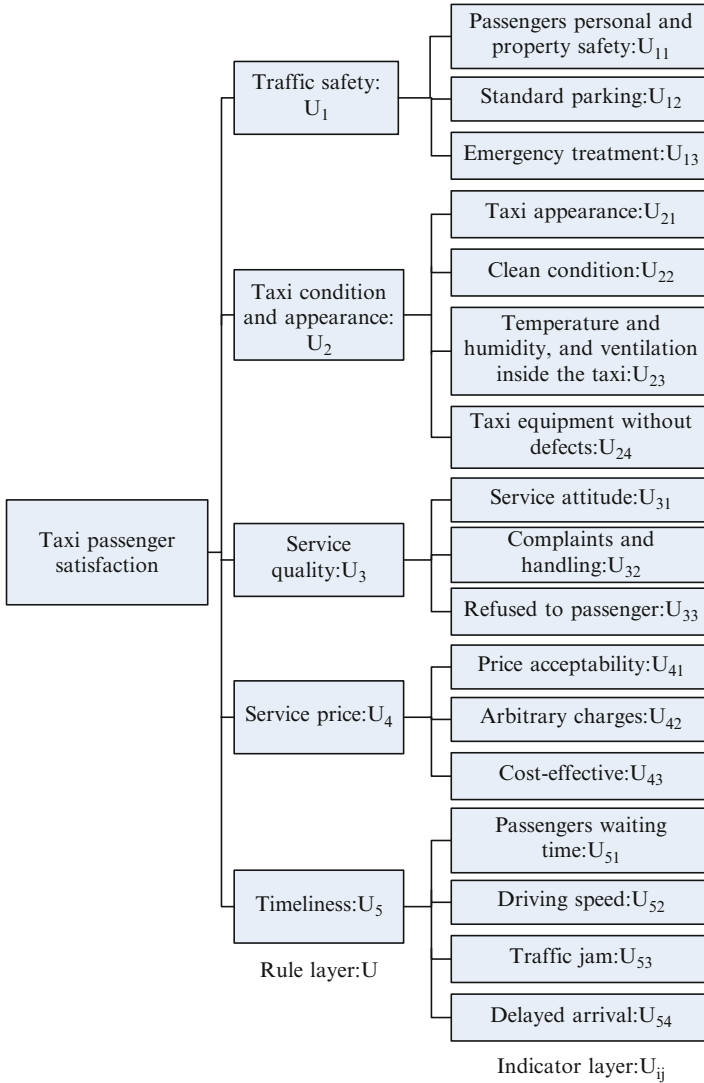 Taxi passenger
satisfaction
Traffic safety:
U₁
Passengers personal and
property safety:U₁₁
Standard parking:U₁₂
Emergency treatment:U₁₃
Taxi condition
and appearance:
U₂
Taxi appearance:U₂₁
Clean condition:U₂₂
Temperature and
humidity, and ventilation
inside the taxi:U₂₃
Taxi equipment without
defects:U₂₄
Service
quality:U₃
Service attitude:U₃₁
Complaints and
handling:U₃₂
Refused to passenger:U₃₃
Service price:U₄
Price acceptability:U₄₁
Arbitrary charges:U₄₂
Cost-effective:U₄₃
Timeliness:U₅
Passengers waiting
time:U₅₁
Driving speed:U₅₂
Traffic jam:U₅₃
Delayed arrival:U₅₄
Rule layer:U
Indicator layer:Uᵢⱼ